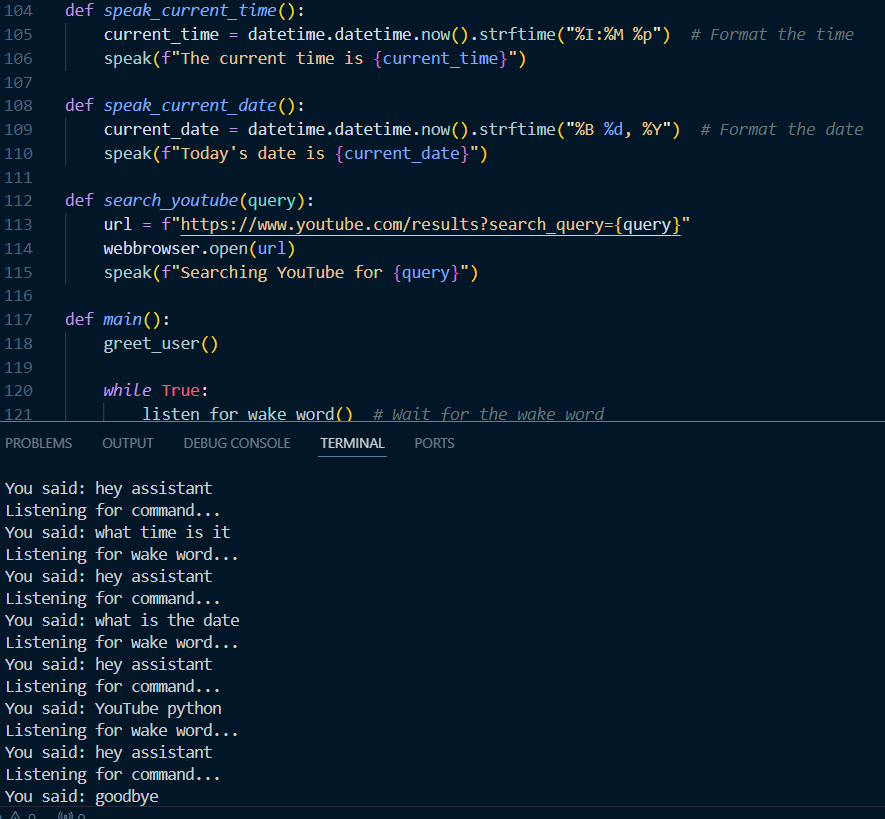 104 def speak_current_time():
105 current_time = datetime.datetime.now().strftime("%I:%M %p")  # Format the time
106 speak(f"The current time is {current_time}")
107
108 def speak_current_date():
109 current_date = datetime.datetime.now().strftime("%B %d, %Y")  # Format the date
110 speak(f"Today's date is {current_date}")
111
112 def search_youtube(query):
113 url = f"https://www.youtube.com/results?search_query={query}"
114 webbrowser.open(url)
115 speak(f"Searching YouTube for {query}")
116
117 def main():
118 greet_user()
119
120 while True:
121 listen_for_wake_word()  # Wait for the wake word
PROBLEMS OUTPUT DEBUG CONSOLE TERMINAL PORTS
You said: hey assistant
Listening for command...
You said: what time is it
Listening for wake word...
You said: hey assistant
Listening for command...
You said: what is the date
Listening for wake word...
You said: hey assistant
Listening for command...
You said: YouTube python
Listening for wake word...
You said: hey assistant
Listening for command...
You said: goodbye